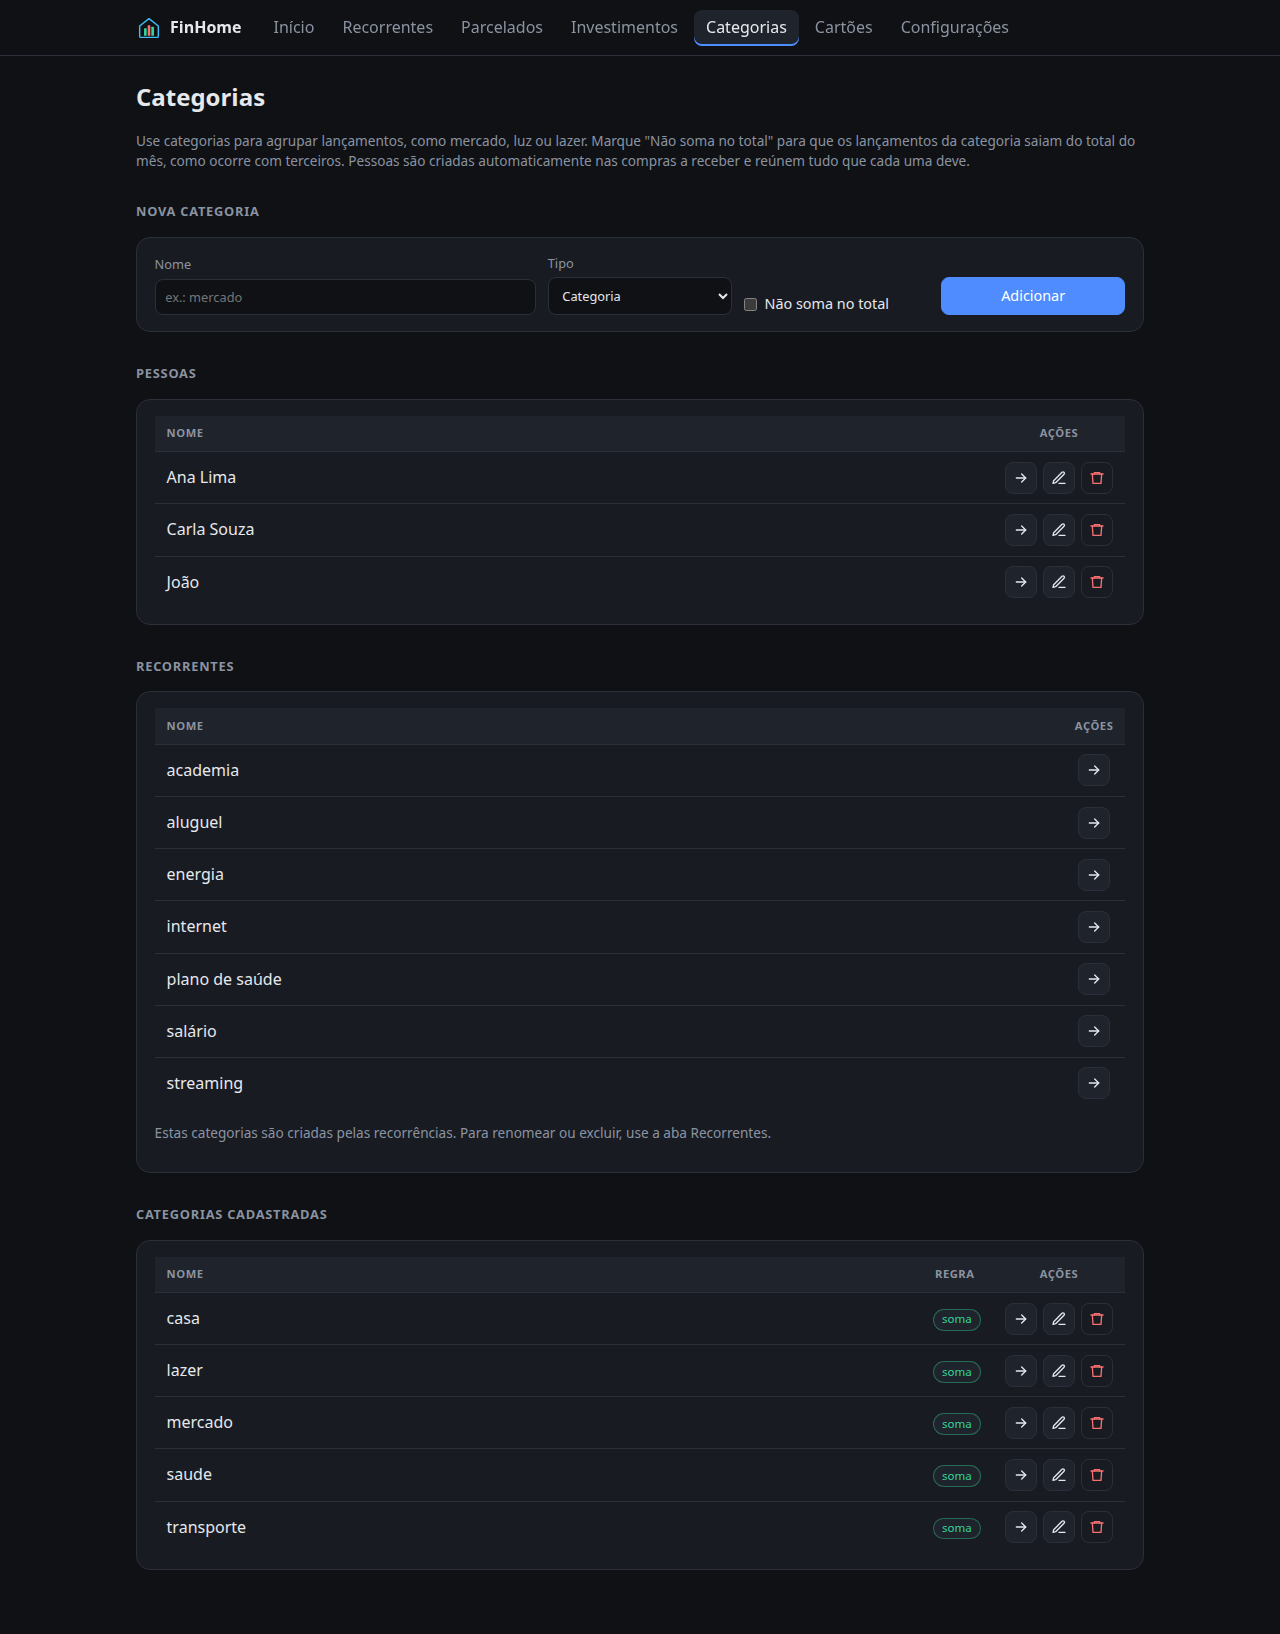 FinHome Início Recorrentes Parcelados Investimentos Categorias Cartões Configurações
Categorias
Use categorias para agrupar lançamentos, como mercado, luz ou lazer. Marque "Não soma no total" para que os lançamentos da categoria saiam do total do
mês, como ocorre com terceiros. Pessoas são criadas automaticamente nas compras a receber e reúnem tudo que cada uma deve.
NOVA CATEGORIA
Nome Tipo
ex.: mercado Categoria Não soma no total Adicionar
PESSOAS
NOME AÇÕES
Ana Lima
Carla Souza
João
RECORRENTES
NOME AÇÕES
academia
aluguel
energia
internet
plano de saúde
salário
streaming
Estas categorias são criadas pelas recorrências. Para renomear ou excluir, use a aba Recorrentes.
CATEGORIAS CADASTRADAS
NOME REGRA AÇÕES
casa soma
lazer soma
mercado soma
saude soma
transporte soma